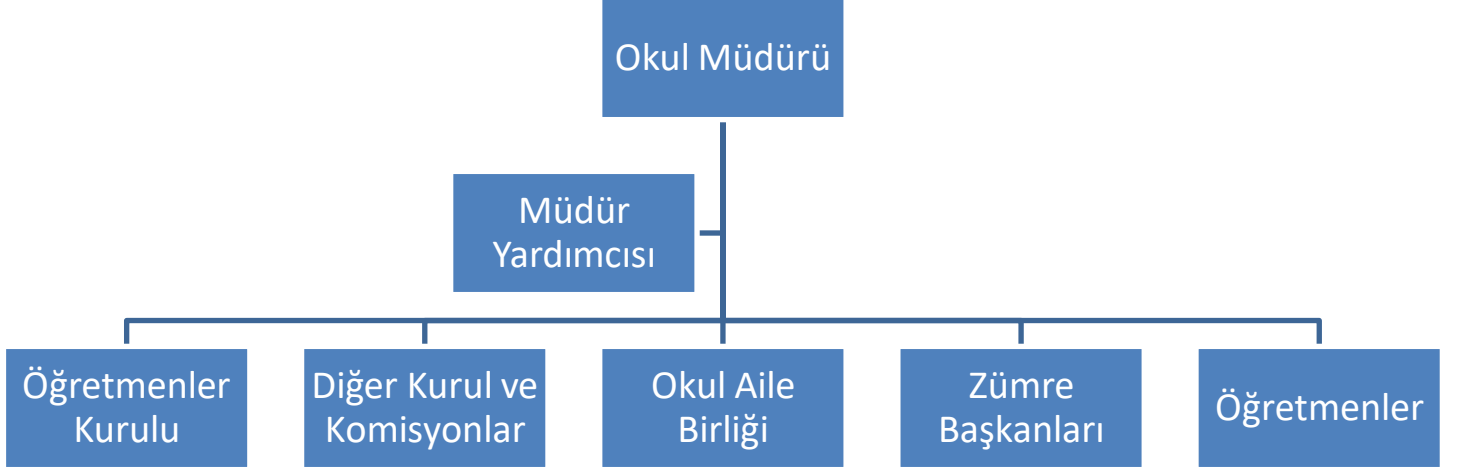 Okul Müdürü
Müdür
Yardımcısı
Öğretmenler
Kurulu
Diğer Kurul ve
Komisyonlar
Okul Aile
Birliği
Zümre
Başkanları
Öğretmenler